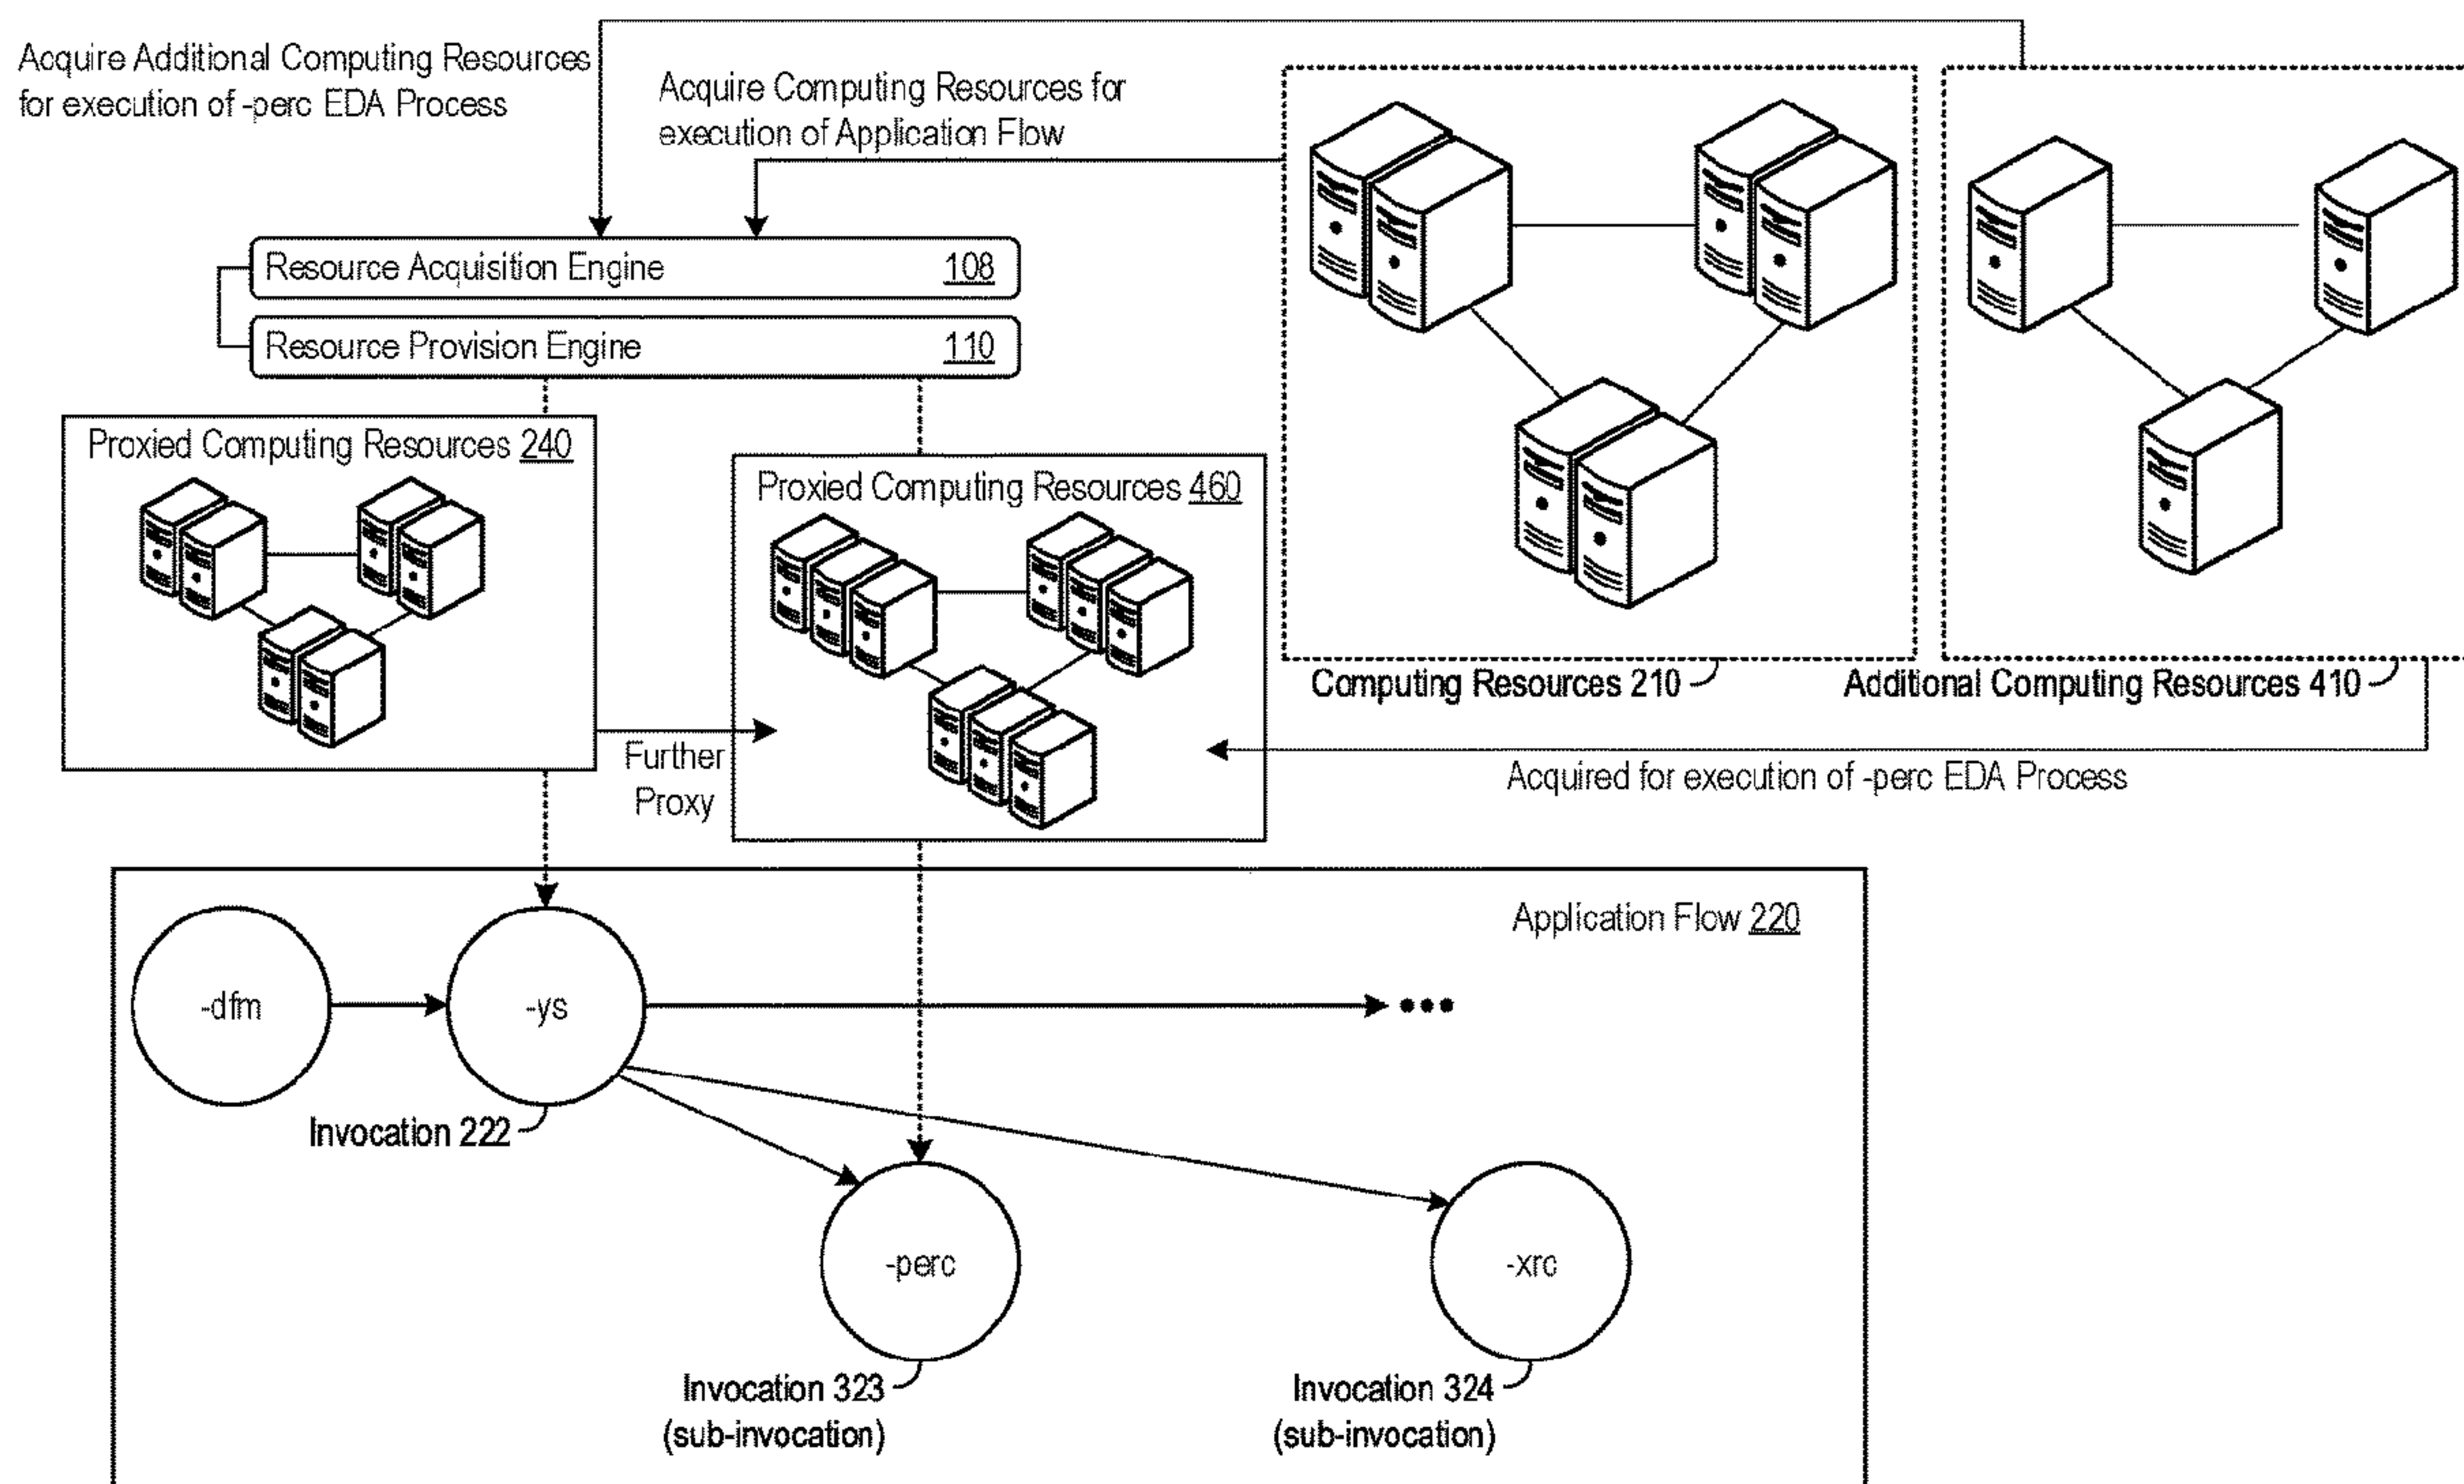 Acquire Additional Computing Resources
for execution of -perc EDA Process
Acquire Computing Resources for
execution of Application Flow
Resource Acquisition Engine 108
Resource Provision Engine 110
Proxied Computing Resources 240
Proxied Computing Resources 460
Computing Resources 210
Additional Computing Resources 410
Further
Proxy
Acquired for execution of -perc EDA Process
Application Flow 220
-dfm
-ys
•••
Invocation 222
-perc
-xrc
Invocation 323
(sub-invocation)
Invocation 324
(sub-invocation)